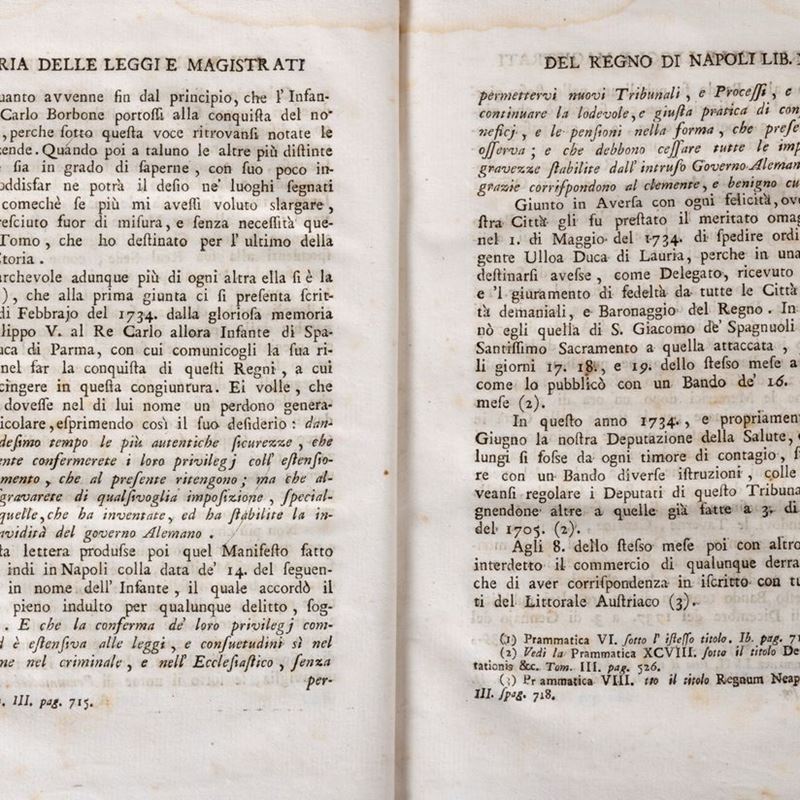 RIA DELLE LEGGI E MAGISTRATI
uanto avvenne fin dal principio, che l' Infan-
Carlo Borbone portoſſi alla conquiſta del no-
, perche ſotto queſta voce ritrovanſi notate le
cende. Quando poi a taluno le altre più diſtinte
ſia in grado di ſaperne, con ſuo poco in-
oddisfar ne potrà il deſio ne' luoghi ſegnati
comechè ſe più mi aveſſi voluto slargare,
reſciuto fuor di miſura, e ſenza neceſſità que-
Tomo, che ho deſtinato per l' ultimo della
toria.
archevole adunque più di ogni altra ella ſi è la
), che alla prima giunta ci ſi preſenta ſcrit-
di Febbrajo del 1734. dalla glorioſa memoria
lippo V. al Re Carlo allora Infante di Spa-
uca di Parma, con cui comunicogli la ſua ri-
nel far la conquiſta di queſti Regni, a cui
cingere in queſta congiuntura. Ei volle, che
doveſſe nel di lui nome un perdono genera-
icolare, eſprimendo così il ſuo deſiderio: dan-
deſimo tempo le più autentiche ſicurezze, che
ente confermerete i loro privilegj coll' eſtenſio-
mento, che al preſente ritengono; ma che al-
gravarete di qualſivoglia impoſizione, ſpecial-
quelle, che ha inventate, ed ha ſtabilite la in-
vidità del governo Alemano.
ta lettera produſſe poi quel Manifeſto fatto
indi in Napoli colla data de' 14. del ſeguen-
in nome dell' Infante, il quale accordò il
pieno indulto per qualunque delitto, ſog-
. E che la conferma de' loro privilegj com-
d è eſtenſiva alle leggi, e conſuetudini sì nel
ne nel criminale, e nell' Eccleſiaſtico, ſenza
per-
. III. pag. 715.
DEL REGNO DI NAPOLI LIB.
permettervi nuovi Tribunali, e Proceſſi, e
continuare la lodevole, e giuſta pratica di con
neficj, e le penſioni nella forma, che preſe
oſſerva; e che debbono ceſſare tutte le imp
gravezze ſtabilite dall' intruſo Governo Aleman
grazie corriſpondono al clemente, e benigno cu
Giunto in Averſa con ogni felicità, ove
ſtra Città gli fu preſtato il meritato omag
nel 1. di Maggio del 1734. di ſpedire ordi
gente Ulloa Duca di Lauria, perche in una
deſtinarſi aveſse, come Delegato, ricevuto
e 'l giuramento di fedeltà da tutte le Città
tà demaniali, e Baronaggio del Regno. In
nò egli quella di S. Giacomo de' Spagnuoli
Santiſſimo Sacramento a quella attaccata,
li giorni 17. 18., e 19. dello ſteſso meſe a
come lo pubblicò con un Bando de' 16.
meſe (2).
In queſto anno 1734., e propriamen
Giugno la noſtra Deputazione della Salute,
lungi ſi foſse da ogni timore di contagio, f
re con un Bando diverſe iſtruzioni, colle
veanſi regolare i Deputati di queſto Tribuna
gnendone altre a quelle già fatte a 3. di
del 1705. (2).
Agli 8. dello ſteſso meſe poi con altro
interdetto il commercio di qualunque derra
che di aver corriſpondenza in iſcritto con tu
ti del Littorale Auſtriaco (3).
(1) Prammatica VI. ſotto l' iſteſſo titolo. Ib. pag. 71
(2) Vedi la Prammatica XCVIII. ſotto il titolo De
tationis &c. Tom. III. pag. 526.
(3) Pr ammatica VIII. tto il titolo Regnum Neap
III. ſpag. 718.